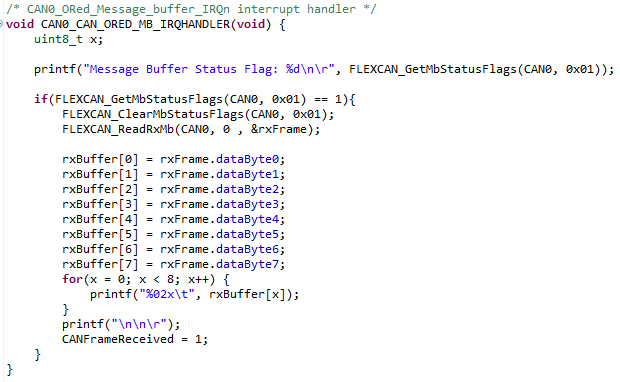 /* CAN0_ORed_Message_buffer_IRQn interrupt handler */
void CAN0_CAN_ORED_MB_IRQHANDLER(void) {
    uint8_t x;

    printf("Message Buffer Status Flag: %d\n\r", FLEXCAN_GetMbStatusFlags(CAN0, 0x01));

    if(FLEXCAN_GetMbStatusFlags(CAN0, 0x01) == 1){
        FLEXCAN_ClearMbStatusFlags(CAN0, 0x01);
        FLEXCAN_ReadRxMb(CAN0, 0 , &rxFrame);

        rxBuffer[0] = rxFrame.dataByte0;
        rxBuffer[1] = rxFrame.dataByte1;
        rxBuffer[2] = rxFrame.dataByte2;
        rxBuffer[3] = rxFrame.dataByte3;
        rxBuffer[4] = rxFrame.dataByte4;
        rxBuffer[5] = rxFrame.dataByte5;
        rxBuffer[6] = rxFrame.dataByte6;
        rxBuffer[7] = rxFrame.dataByte7;
        for(x = 0; x < 8; x++) {
            printf("%02x\t", rxBuffer[x]);
        }
        printf("\n\n\r");
        CANFrameReceived = 1;
    }
}